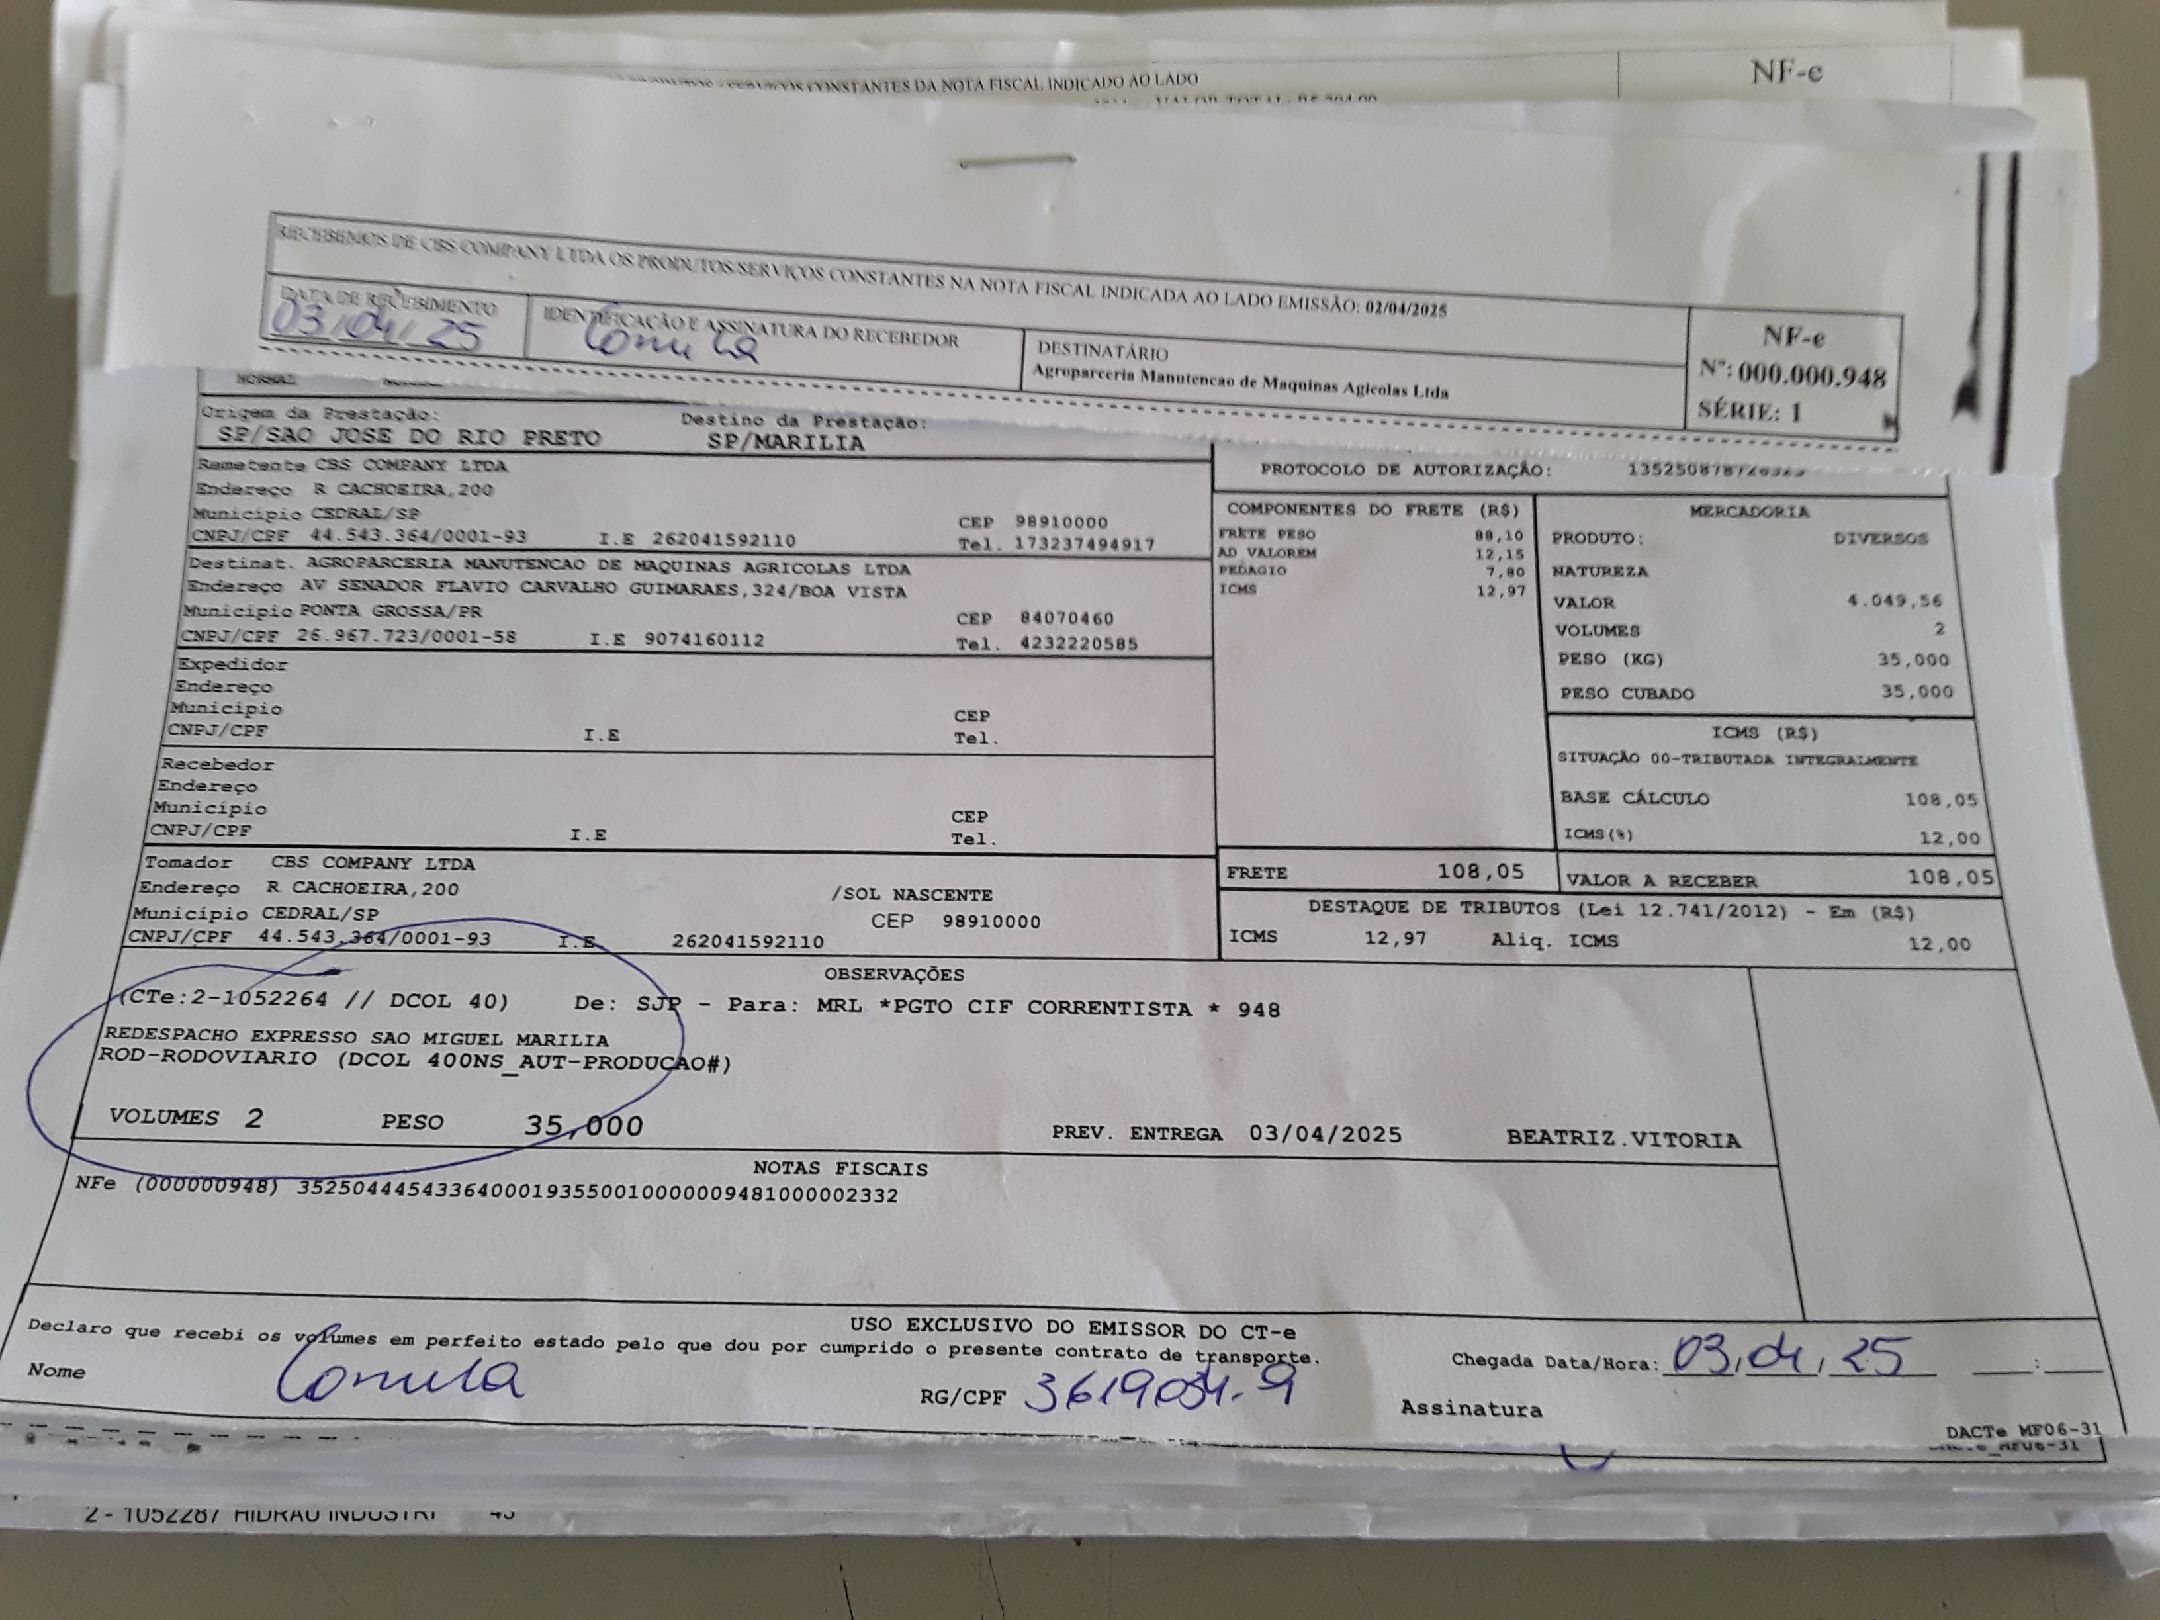 SERVIÇOS CONSTANTES DA NOTA FISCAL INDICADO AO LADO
NF-e
RECEBEMOS DE CBS COMPANY LTDA OS PRODUTOS/SERVIÇOS CONSTANTES NA NOTA FISCAL INDICADA AO LADO EMISSÃO: 02/04/2025
DATA DE RECEBIMENTO
03/04/25
IDENTIFICAÇÃO E ASSINATURA DO RECEBEDOR
DESTINATÁRIO
Agroparceria Manutencao de Maquinas Agicolas Ltda
NF-e
Nº: 000.000.948
SÉRIE: 1
NORMAL
Origem da Prestação: Destino da Prestação:
SP/SAO JOSE DO RIO PRETO SP/MARILIA
Remetente CBS COMPANY LTDA
Endereço R CACHOEIRA,200
Município CEDRAL/SP CEP 98910000
CNPJ/CPF 44.543.364/0001-93 I.E 262041592110 Tel. 173237494917
Destinat. AGROPARCERIA MANUTENCAO DE MAQUINAS AGRICOLAS LTDA
Endereço AV SENADOR FLAVIO CARVALHO GUIMARAES,324/BOA VISTA
Município PONTA GROSSA/PR CEP 84070460
CNPJ/CPF 26.967.723/0001-58 I.E 9074160112 Tel. 4232220585
Expedidor
Endereço
Município CEP
CNPJ/CPF I.E Tel.
Recebedor
Endereço
Município CEP
CNPJ/CPF I.E Tel.
Tomador CBS COMPANY LTDA
Endereço R CACHOEIRA,200 /SOL NASCENTE
Município CEDRAL/SP CEP 98910000
CNPJ/CPF 44.543.364/0001-93 I.E 262041592110
PROTOCOLO DE AUTORIZAÇÃO:
COMPONENTES DO FRETE (R$)
FRETE PESO 88,10
AD VALOREM 12,15
PEDAGIO 7,80
ICMS 12,97
MERCADORIA
PRODUTO: DIVERSOS
NATUREZA
VALOR 4.049,56
VOLUMES 2
PESO (KG) 35,000
PESO CUBADO 35,000
ICMS (R$)
SITUAÇÃO 00-TRIBUTADA INTEGRALMENTE
BASE CÁLCULO 108,05
ICMS(%) 12,00
FRETE 108,05 VALOR A RECEBER 108,05
DESTAQUE DE TRIBUTOS (Lei 12.741/2012) - Em (R$)
ICMS 12,97 Aliq. ICMS 12,00
OBSERVAÇÕES
(CTe:2-1052264 // DCOL 40) De: SJP - Para: MRL *PGTO CIF CORRENTISTA * 948
REDESPACHO EXPRESSO SAO MIGUEL MARILIA
ROD-RODOVIARIO (DCOL 400NS_AUT-PRODUCAO#)
VOLUMES 2 PESO 35,000 PREV. ENTREGA 03/04/2025 BEATRIZ.VITORIA
NOTAS FISCAIS
NFe (000000948) 35250444543364000193550010000009481000002332
USO EXCLUSIVO DO EMISSOR DO CT-e
Declaro que recebi os volumes em perfeito estado pelo que dou por cumprido o presente contrato de transporte.
Chegada Data/Hora: 03/04/25 :
Nome
RG/CPF
Assinatura
DACTe MF06-31
2 - 1052287 HIDRAU INDUSTRI 45